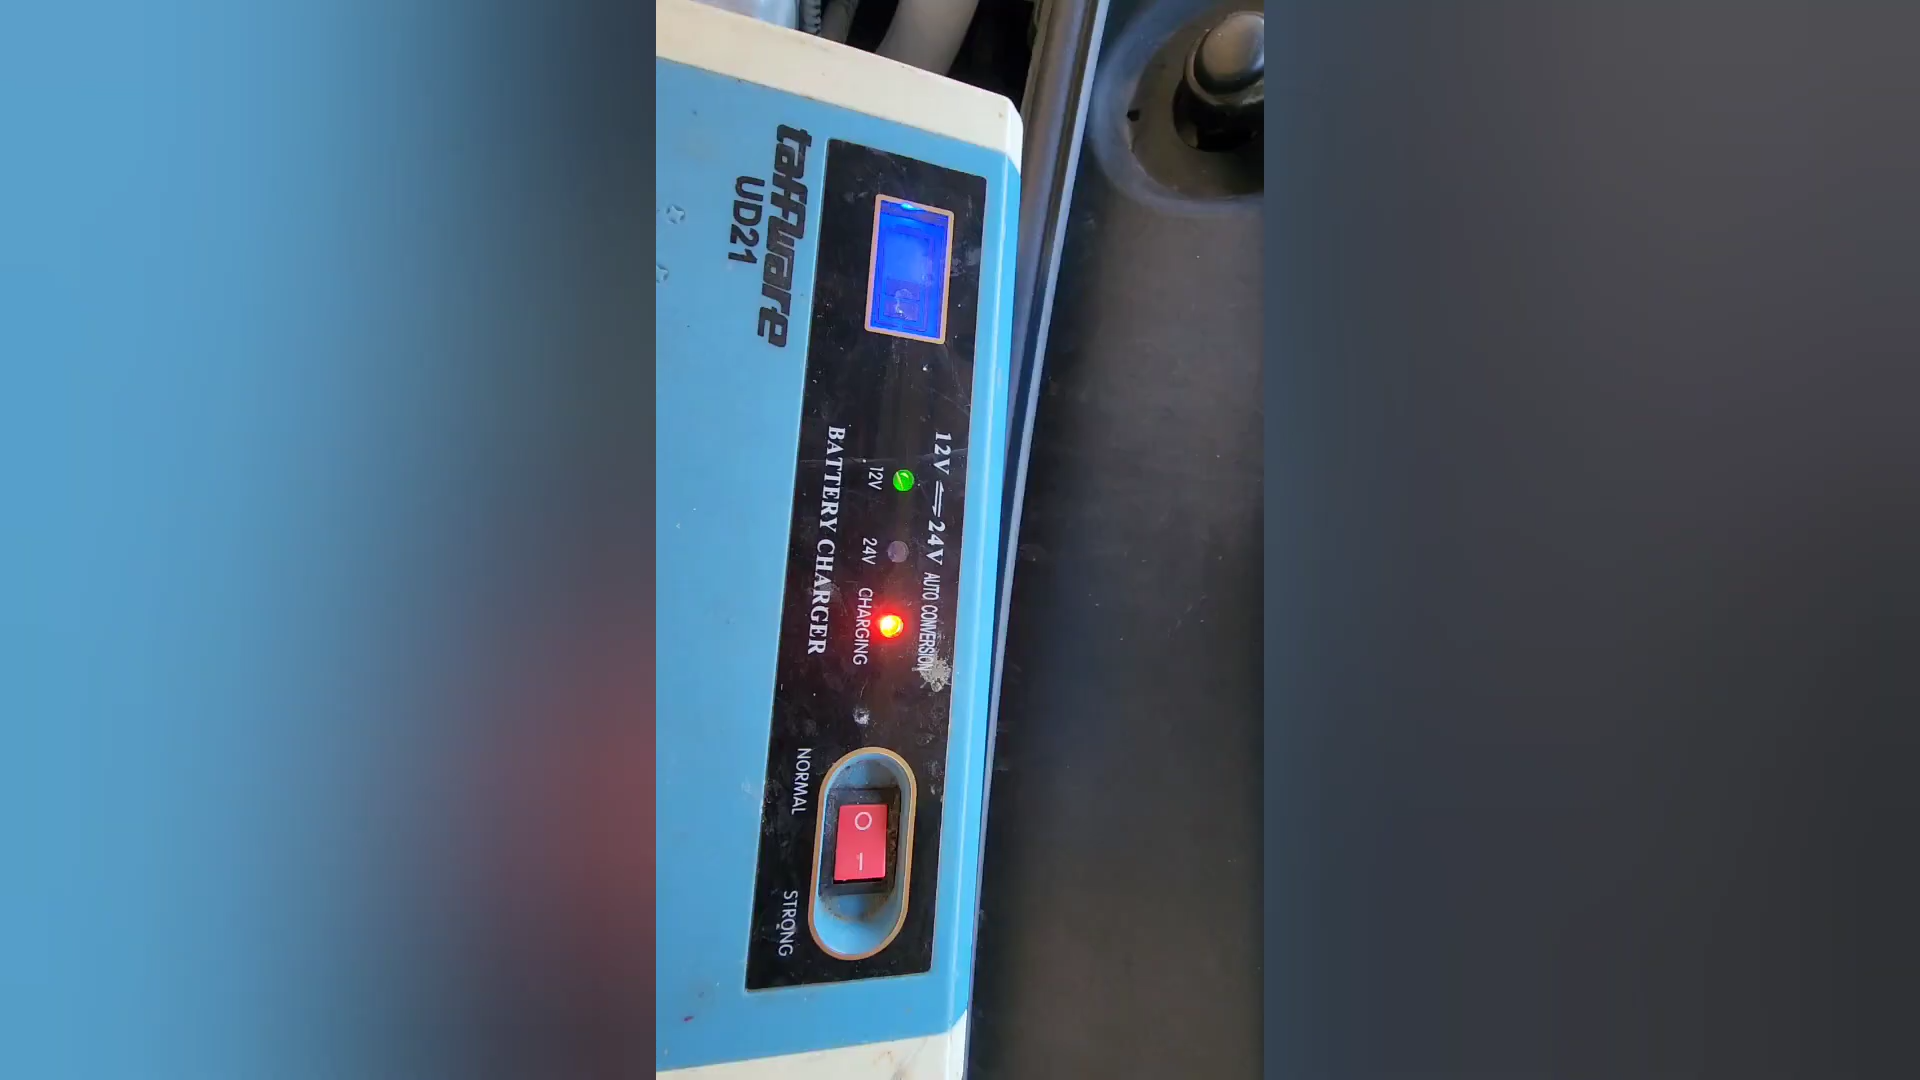 taffware
UD21
12V ⇌ 24V AUTO CONVERSION
12V
24V
CHARGING
BATTERY CHARGER
NORMAL
STRONG
O
I